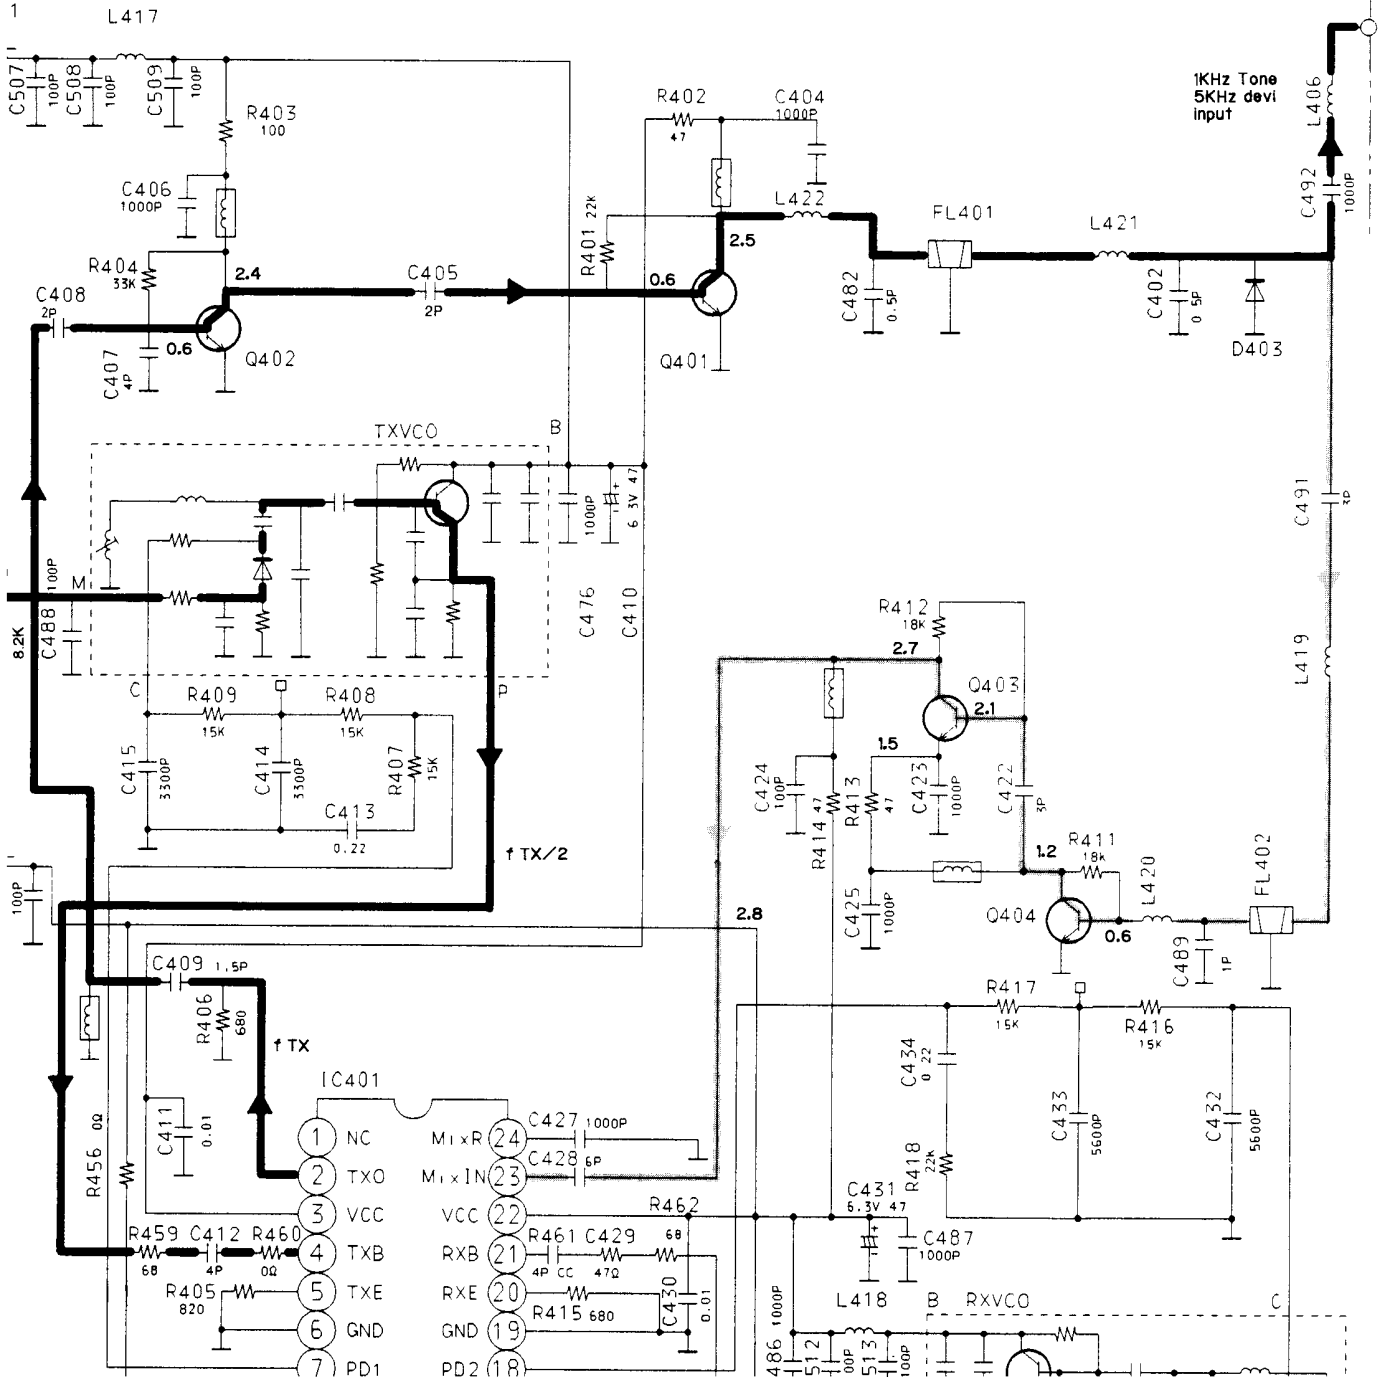 1
L417
C507
100P
C508
100P
C509
100P
R403
100
C406
1000P
R404
33K
2.4
C408
2P
0.6
C407
4P
Q402
C405
2P
R402
47
C404
1000P
R401
22K
2.5
0.6
Q401
L422
FL401
L421
C482
0.5P
C402
0.5P
D403
1KHz Tone
5KHz devi
input
L406
C492
1000P
TXVCO
B
M
C488
100P
8.2K
1000P
6.3V 47
C476
C410
C
P
R409
15K
R408
15K
C415
3300P
C414
3300P
R407
15K
C413
0.22
f TX/2
100P
C491
3P
L419
R412
18K
2.7
Q403
2.1
1.5
C424
100P
R414
47
R413
47
C423
1000P
C422
3P
R411
18K
1.2
L420
FL402
Q404
0.6
C489
1P
C425
1000P
2.8
C409
1.5P
R406
680
f TX
R417
15K
R416
15K
C434
0.22
R418
22K
C433
5600P
C432
5600P
R456
0Ω
C411
0.01
IC401
1 NC
2 TXO
3 VCC
4 TXB
5 TXE
6 GND
7 PD1
MixR 24
MixIN 23
VCC 22
RXB 21
RXE 20
GND 19
PD2 18
C427
1000P
C428
6P
R459
68
C412
4P
R460
0Ω
R405
820
R461
4P CC
C429
47Ω
R462
68
R415 680
C430
0.01
C431
6.3V 47
C487
1000P
L418
B
RXVCO
C
486
1000P
512
00P
513
100P